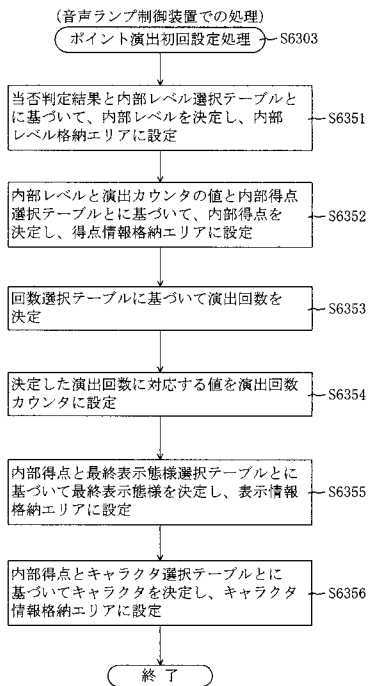 (音声ランプ制御装置での処理)
ポイント演出初回設定処理
S6303
当否判定結果と内部レベル選択テーブルと
に基づいて、内部レベルを決定し、内部
レベル格納エリアに設定
S6351
内部レベルと演出カウンタの値と内部得点
選択テーブルとに基づいて、内部得点を
決定し、得点情報格納エリアに設定
S6352
回数選択テーブルに基づいて演出回数を
決定
S6353
決定した演出回数に対応する値を演出回数
カウンタに設定
S6354
内部得点と最終表示態様選択テーブルとに
基づいて最終表示態様を決定し、表示情報
格納エリアに設定
S6355
内部得点とキャラクタ選択テーブルとに
基づいてキャラクタを決定し、キャラクタ
情報格納エリアに設定
S6356
終 了